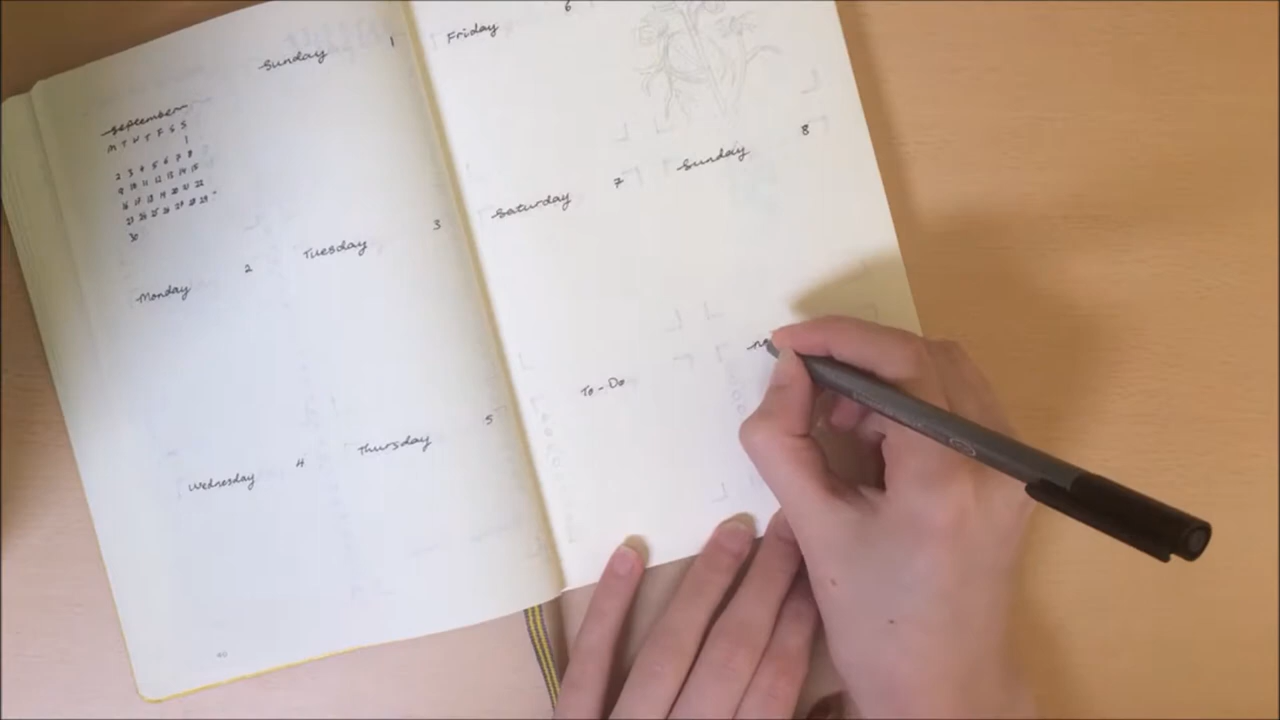 Sunday 1
September
M T W T F S S
1
2 3 4 5 6 7 8
9 10 11 12 13 14 15
16 17 18 19 20 21 22
23 24 25 26 27 28 29
30
Monday 2
Tuesday 3
Wednesday 4
Thursday 5
Friday 6
Saturday 7
Sunday 8
To-Do
no